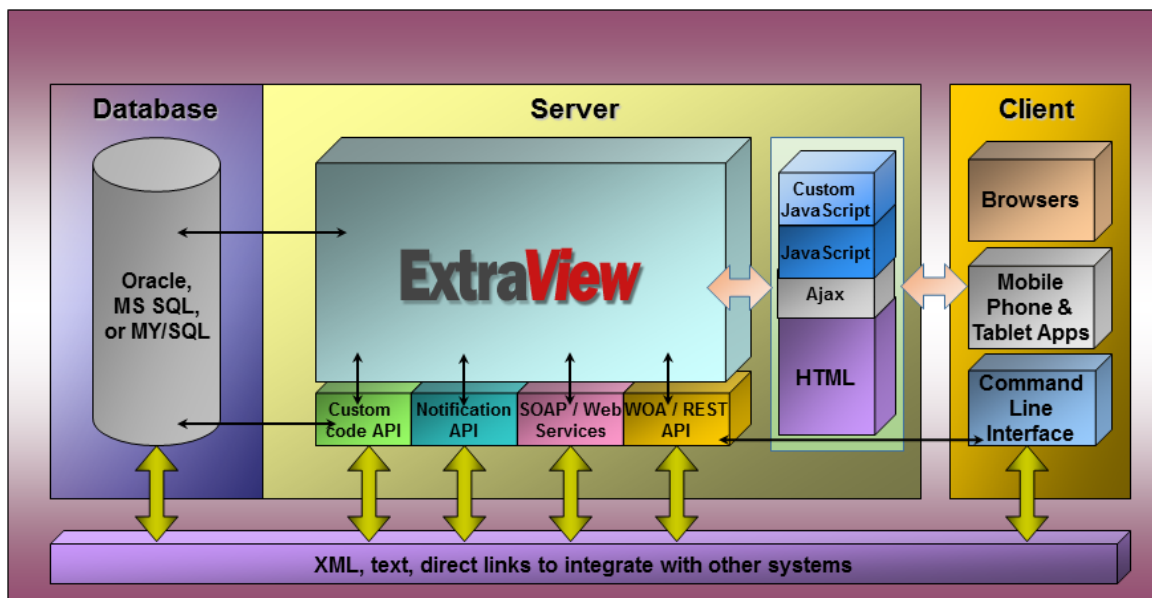 Database
Server
Client
Oracle,
MS SQL,
or MY/SQL
ExtraView
Custom
JavaScript
JavaScript
Ajax
HTML
Browsers
Mobile
Phone &
Tablet Apps
Command
Line
Interface
Custom
code API
Notification
API
SOAP / Web
Services
WOA / REST
API
XML, text, direct links to integrate with other systems